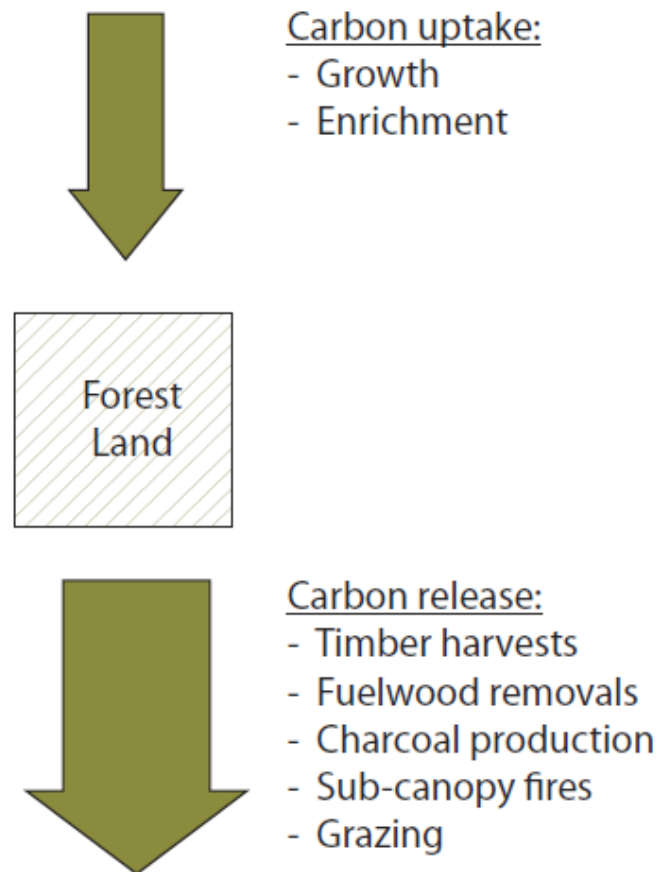 Carbon uptake:
- Growth
- Enrichment
Forest
Land
Carbon release:
- Timber harvests
- Fuelwood removals
- Charcoal production
- Sub-canopy fires
- Grazing